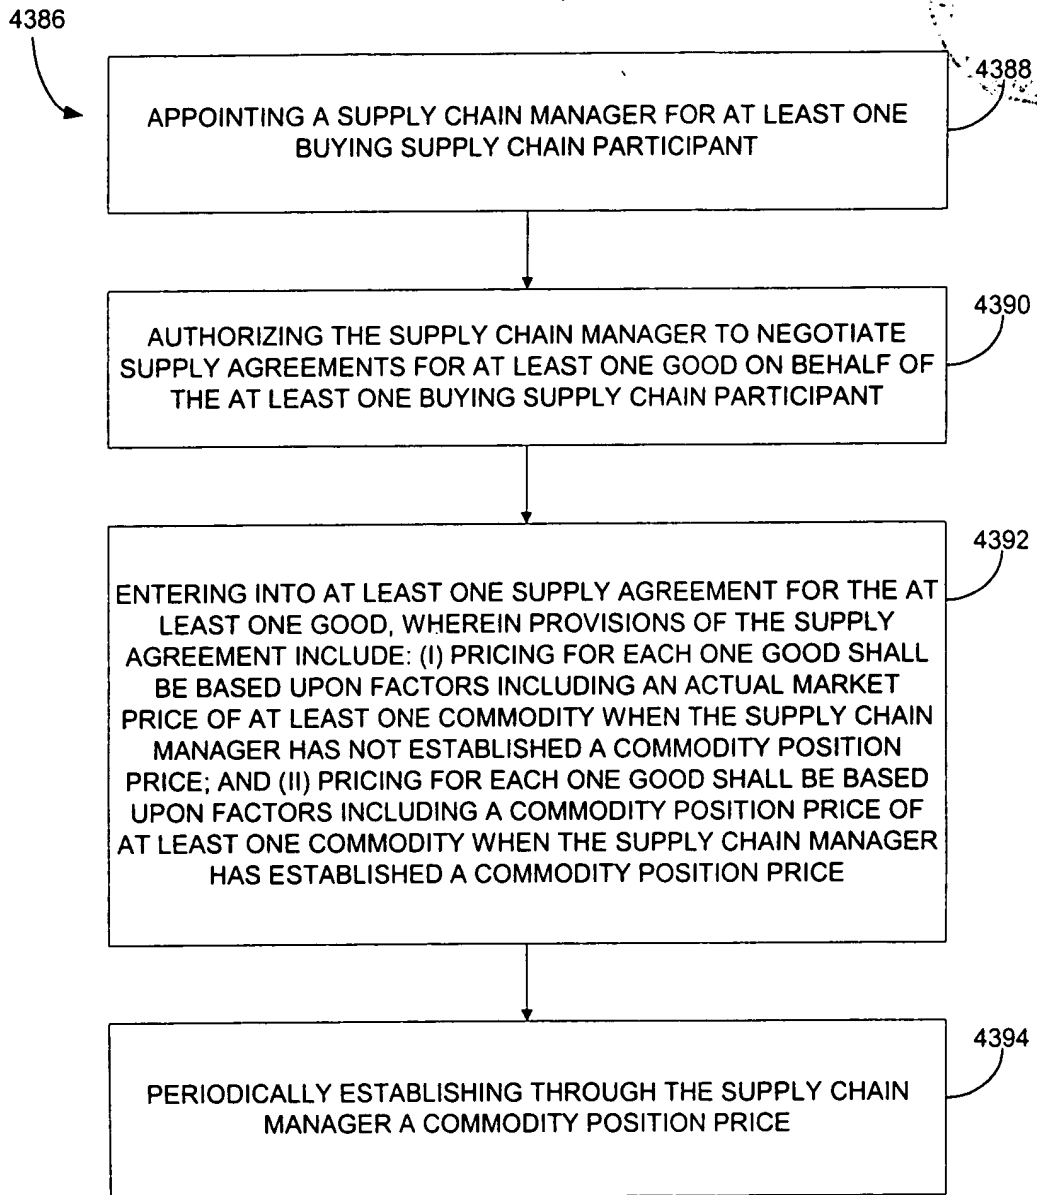 4386
4388
APPOINTING A SUPPLY CHAIN MANAGER FOR AT LEAST ONE
BUYING SUPPLY CHAIN PARTICIPANT
4390
AUTHORIZING THE SUPPLY CHAIN MANAGER TO NEGOTIATE
SUPPLY AGREEMENTS FOR AT LEAST ONE GOOD ON BEHALF OF
THE AT LEAST ONE BUYING SUPPLY CHAIN PARTICIPANT
4392
ENTERING INTO AT LEAST ONE SUPPLY AGREEMENT FOR THE AT
LEAST ONE GOOD, WHEREIN PROVISIONS OF THE SUPPLY
AGREEMENT INCLUDE: (I) PRICING FOR EACH ONE GOOD SHALL
BE BASED UPON FACTORS INCLUDING AN ACTUAL MARKET
PRICE OF AT LEAST ONE COMMODITY WHEN THE SUPPLY CHAIN
MANAGER HAS NOT ESTABLISHED A COMMODITY POSITION
PRICE; AND (II) PRICING FOR EACH ONE GOOD SHALL BE BASED
UPON FACTORS INCLUDING A COMMODITY POSITION PRICE OF
AT LEAST ONE COMMODITY WHEN THE SUPPLY CHAIN MANAGER
HAS ESTABLISHED A COMMODITY POSITION PRICE
4394
PERIODICALLY ESTABLISHING THROUGH THE SUPPLY CHAIN
MANAGER A COMMODITY POSITION PRICE